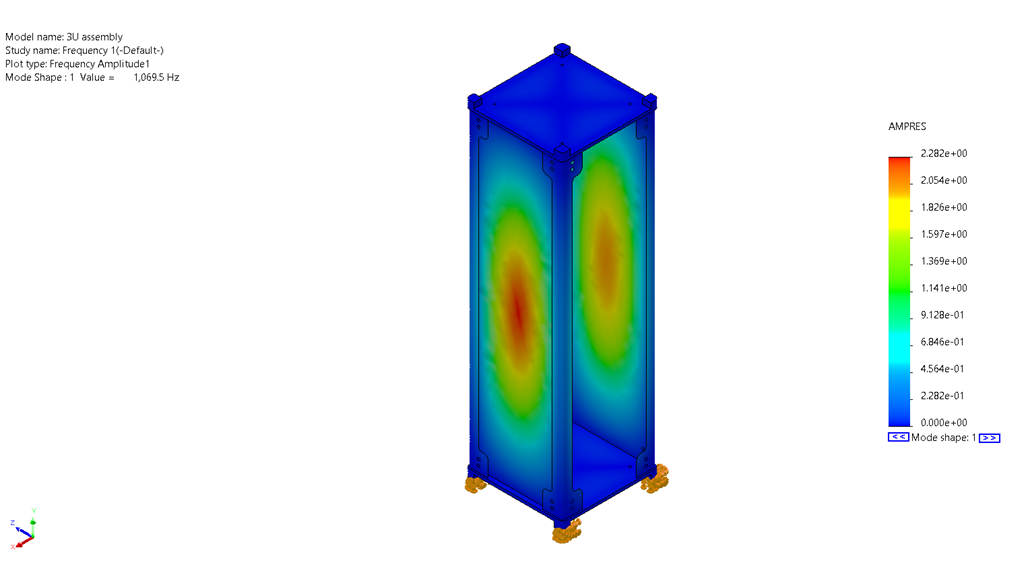 Model name: 3U assembly
Study name: Frequency 1(-Default-)
Plot type: Frequency Amplitude1
Mode Shape : 1 Value = 1,069.5 Hz
AMPRES
2.282e+00
2.054e+00
1.826e+00
1.597e+00
1.369e+00
1.141e+00
9.128e-01
6.846e-01
4.564e-01
2.282e-01
0.000e+00
<< Mode shape: 1 >>
Y
Z
X